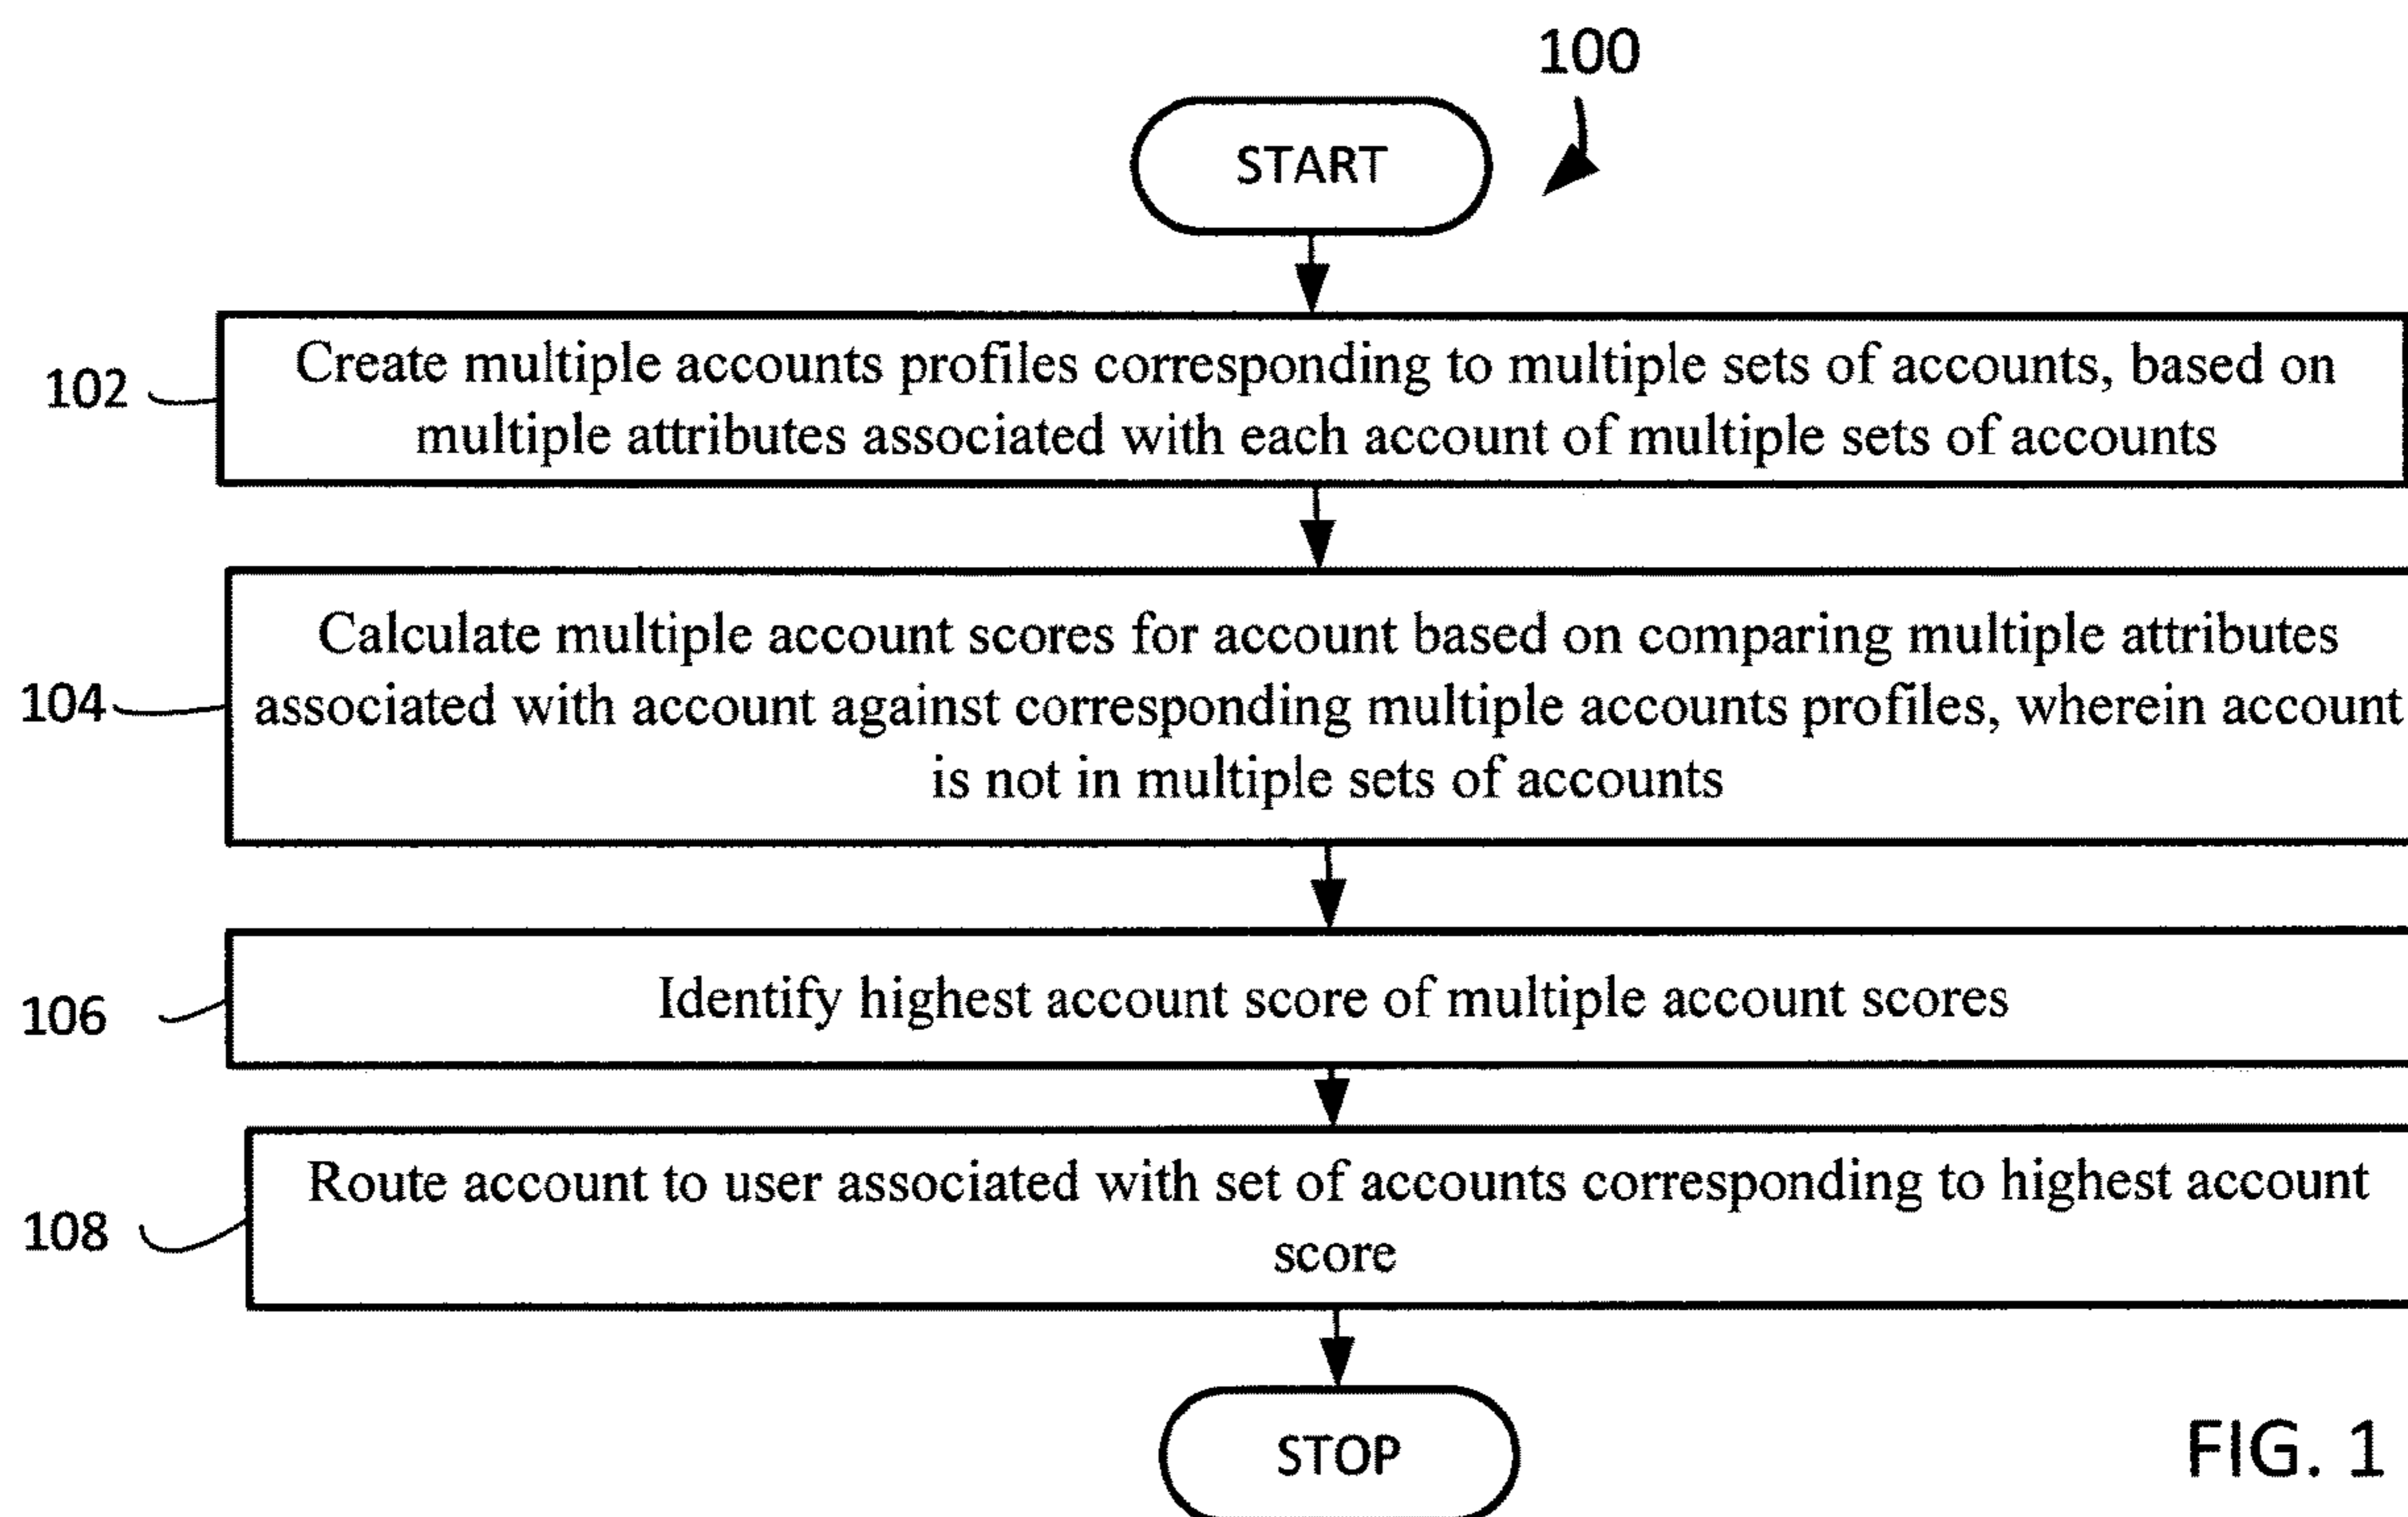 100
START
102
Create multiple accounts profiles corresponding to multiple sets of accounts, based on
multiple attributes associated with each account of multiple sets of accounts
104
Calculate multiple account scores for account based on comparing multiple attributes
associated with account against corresponding multiple accounts profiles, wherein account
is not in multiple sets of accounts
106
Identify highest account score of multiple account scores
108
Route account to user associated with set of accounts corresponding to highest account
score
STOP
FIG. 1